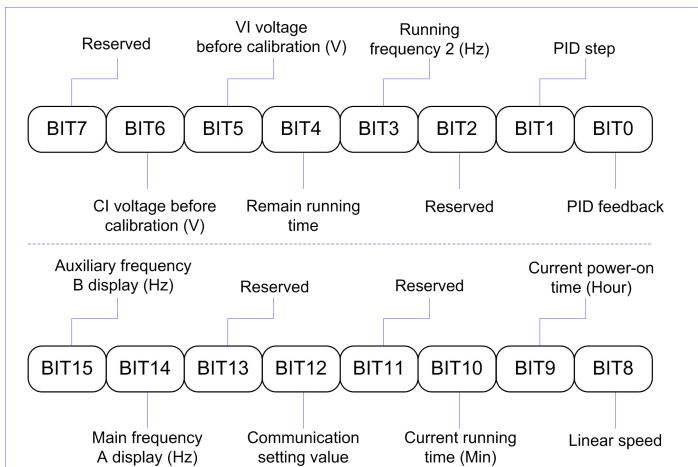 Reserved
VI voltage
before calibration (V)
Running
frequency 2 (Hz)
PID step
BIT7
BIT6
BIT5
BIT4
BIT3
BIT2
BIT1
BIT0
CI voltage before
calibration (V)
Remain running
time
Reserved
PID feedback
Auxiliary frequency
B display (Hz)
Reserved
Reserved
Current power-on
time (Hour)
BIT15
BIT14
BIT13
BIT12
BIT11
BIT10
BIT9
BIT8
Main frequency
A display (Hz)
Communication
setting value
Current running
time (Min)
Linear speed